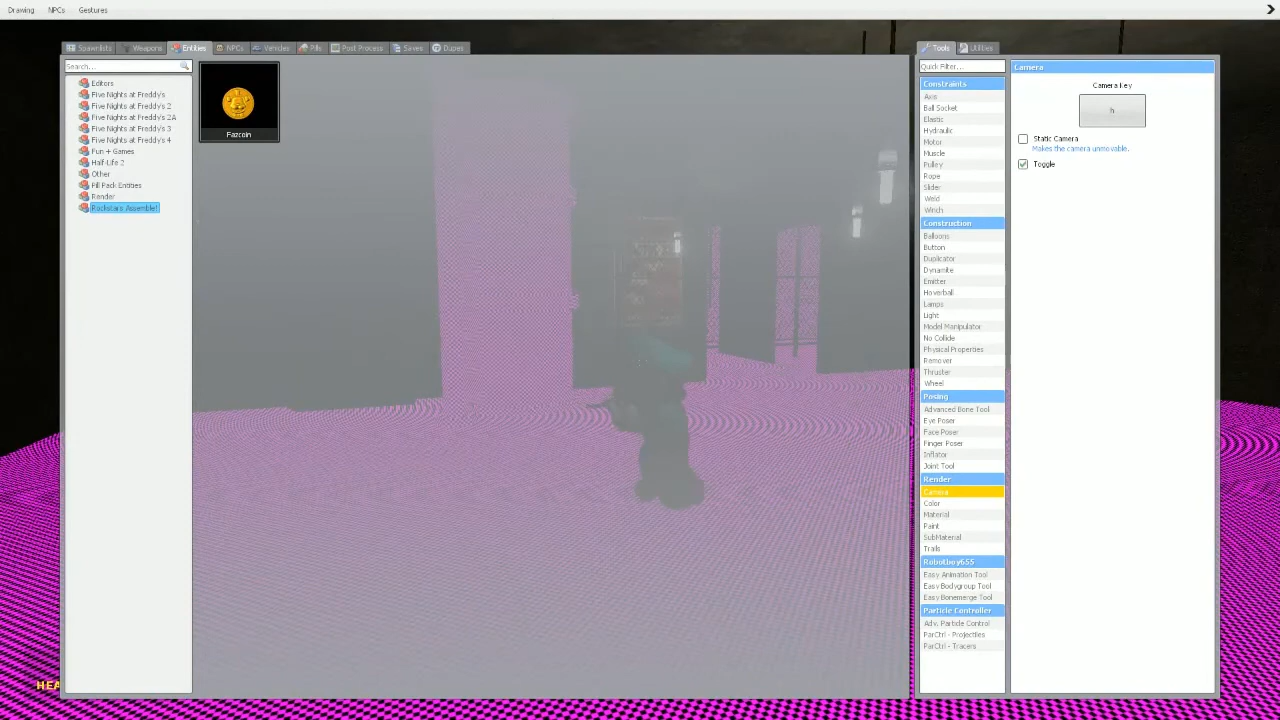 Drawing NPCs Gestures
Spawnlists Weapons Entities NPCs Vehicles Pills Post Process Saves Dupes
Search...
Editors
Five Nights at Freddy's
Five Nights at Freddy's 2
Five Nights at Freddy's 2A
Five Nights at Freddy's 3
Five Nights at Freddy's 4
Fun + Games
Half-Life 2
Other
Pill Pack Entities
Render
Rockstars Assemble!
Fazcoin
Tools Utilities
Quick Filter...
Constraints
Axis
Ball Socket
Elastic
Hydraulic
Motor
Muscle
Pulley
Rope
Slider
Weld
Winch
Construction
Balloons
Button
Duplicator
Dynamite
Emitter
Hoverball
Lamps
Light
Model Manipulator
No Collide
Physical Properties
Remover
Thruster
Wheel
Posing
Advanced Bone Tool
Eye Poser
Face Poser
Finger Poser
Inflator
Joint Tool
Render
Camera
Color
Material
Paint
SubMaterial
Trails
Robotboy655
Easy Animation Tool
Easy Bodygroup Tool
Easy Bonemerge Tool
Particle Controller
Adv. Particle Control
ParCtrl - Projectiles
ParCtrl - Tracers
Camera
Camera Key
h
Static Camera
Makes the camera unmovable.
Toggle
HEA